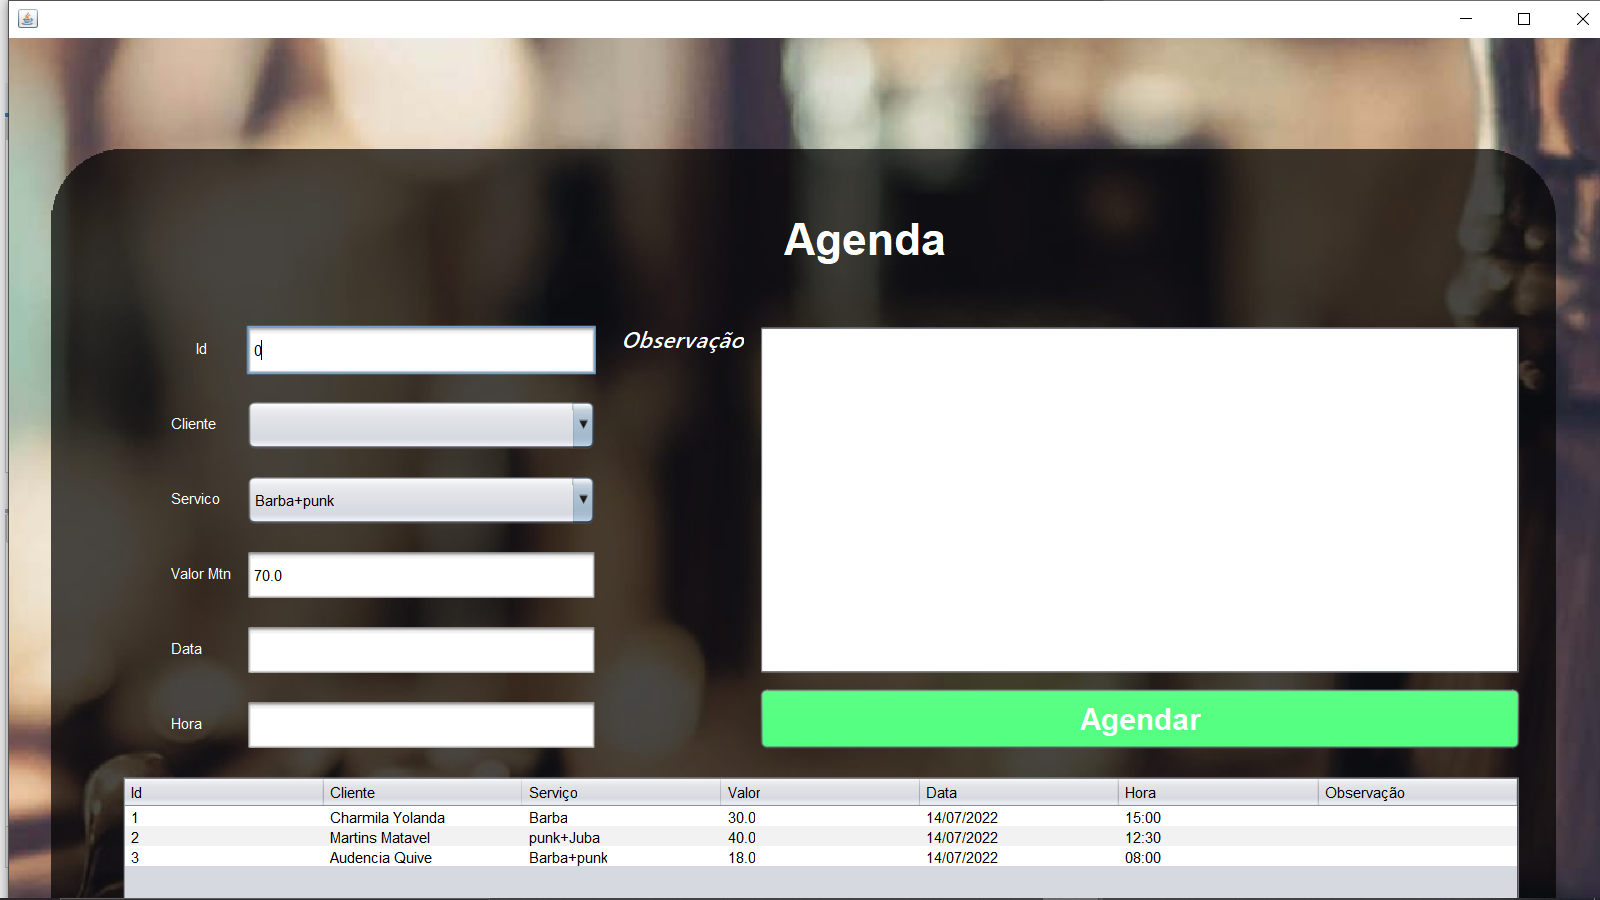 Agenda
Id 0
Observação
Cliente
Servico Barba+punk
Valor Mtn 70.0
Data
Hora
Agendar
Id Cliente Serviço Valor Data Hora Observação
1 Charmila Yolanda Barba 30.0 14/07/2022 15:00
2 Martins Matavel punk+Juba 40.0 14/07/2022 12:30
3 Audencia Quive Barba+punk 18.0 14/07/2022 08:00